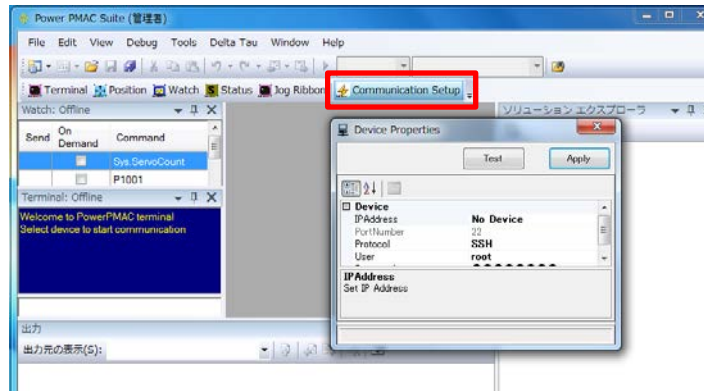 Power PMAC Suite (管理者)
File Edit View Debug Tools Delta Tau Window Help
Terminal Position Watch Status Jog Ribbon Communication Setup
Watch: Offline
Send On Demand Command
Sys.ServoCount
P1001
Terminal: Offline
Welcome to PowerPMAC terminal
Select device to start communication
ソリューション エクスプローラ
Device Properties
Test Apply
Device
IPAddress No Device
PortNumber 22
Protocol SSH
User root
IPAddress
Set IP Address
出力
出力元の表示(S):